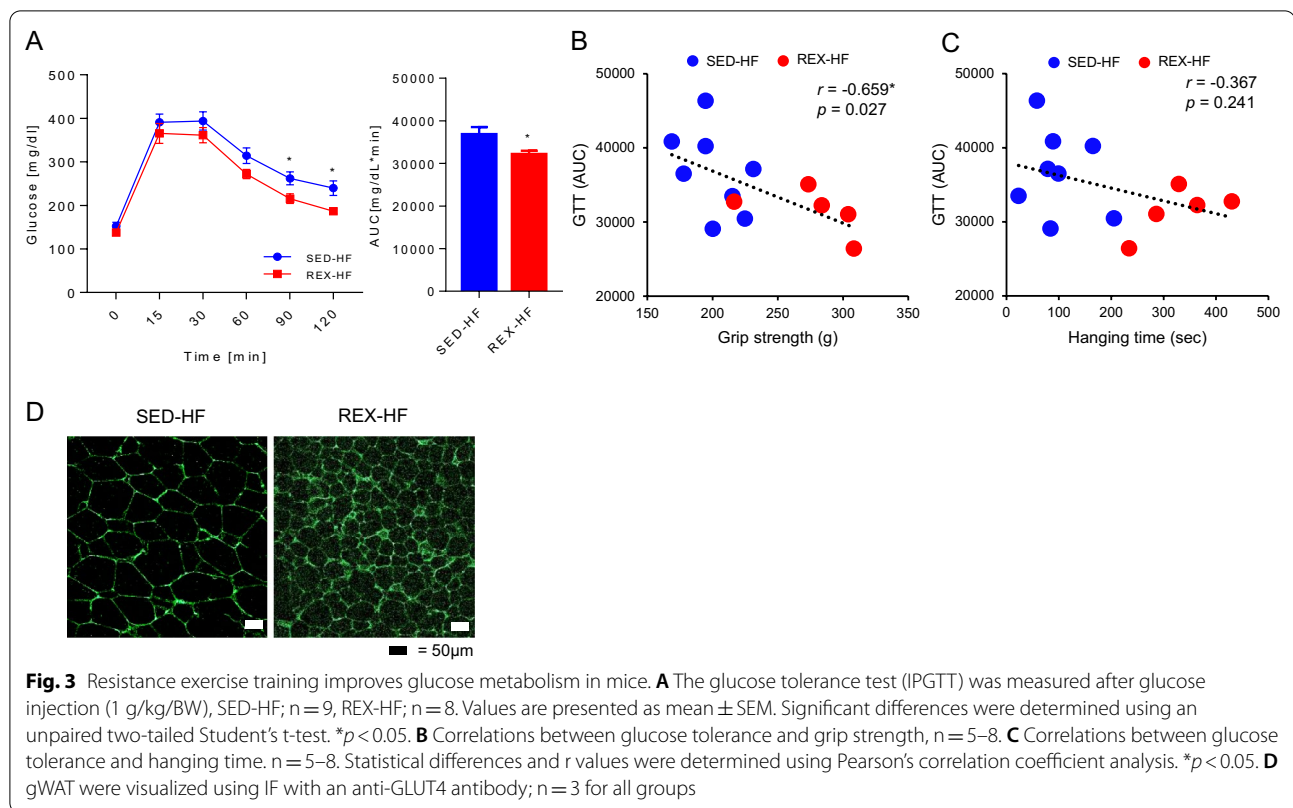 A
Glucose [mg/dl]
500
400
300
200
100
0
0
15
30
60
90
120
Time [min]
*
*
SED-HF
REX-HF
AUC[mg/dL*min]
50000
40000
30000
20000
10000
0
*
SED-HF
REX-HF
B
SED-HF REX-HF
r = -0.659*
p = 0.027
GTT (AUC)
50000
40000
30000
20000
150 200 250 300 350
Grip strength (g)
C
SED-HF REX-HF
r = -0.367
p = 0.241
GTT (AUC)
50000
40000
30000
20000
0 100 200 300 400 500
Hanging time (sec)
D
SED-HF REX-HF
= 50μm
Fig. 3 Resistance exercise training improves glucose metabolism in mice. A The glucose tolerance test (IPGTT) was measured after glucose
injection (1 g/kg/BW), SED-HF; n = 9, REX-HF; n = 8. Values are presented as mean ± SEM. Significant differences were determined using an
unpaired two-tailed Student's t-test. *p < 0.05. B Correlations between glucose tolerance and grip strength, n = 5–8. C Correlations between glucose
tolerance and hanging time. n = 5–8. Statistical differences and r values were determined using Pearson's correlation coefficient analysis. *p < 0.05. D
gWAT were visualized using IF with an anti-GLUT4 antibody; n = 3 for all groups